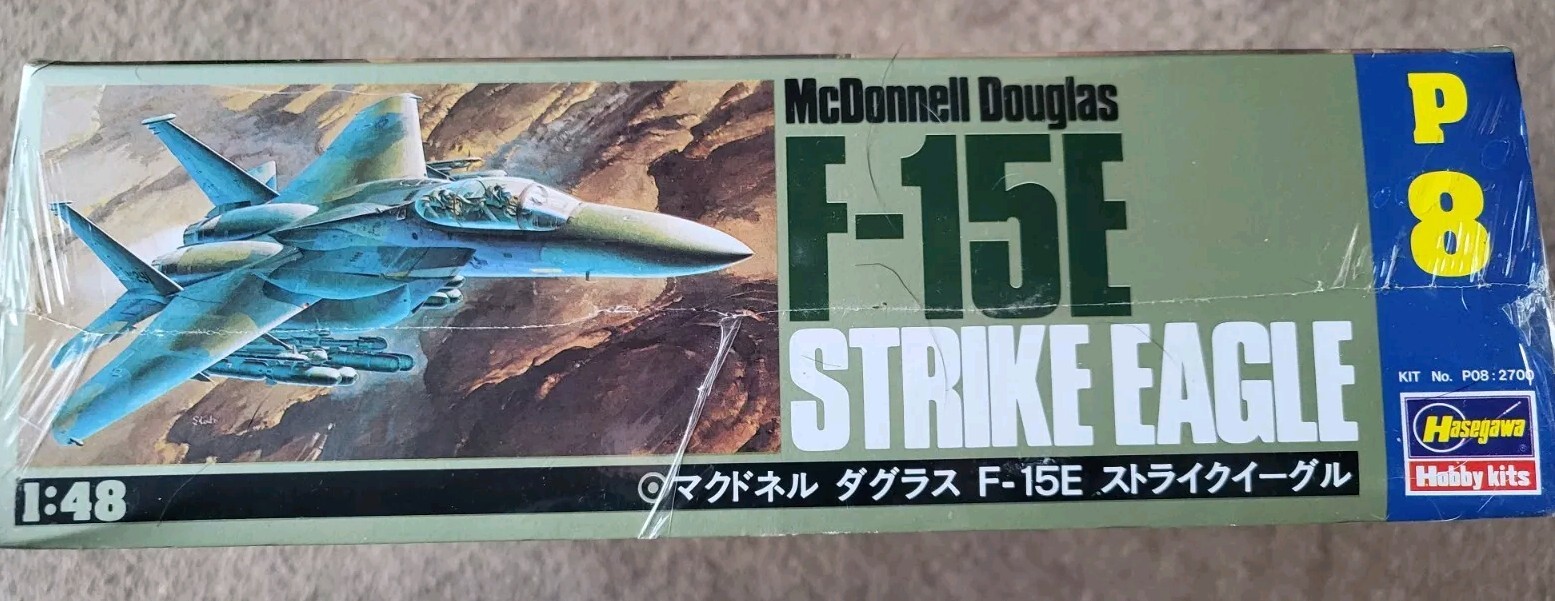 McDonnell Douglas
F-15E
STRIKE EAGLE
1:48
マクドネル ダグラス F-15E ストライクイーグル
P
8
KIT No. P08:2700
Hasegawa
Hobby kits